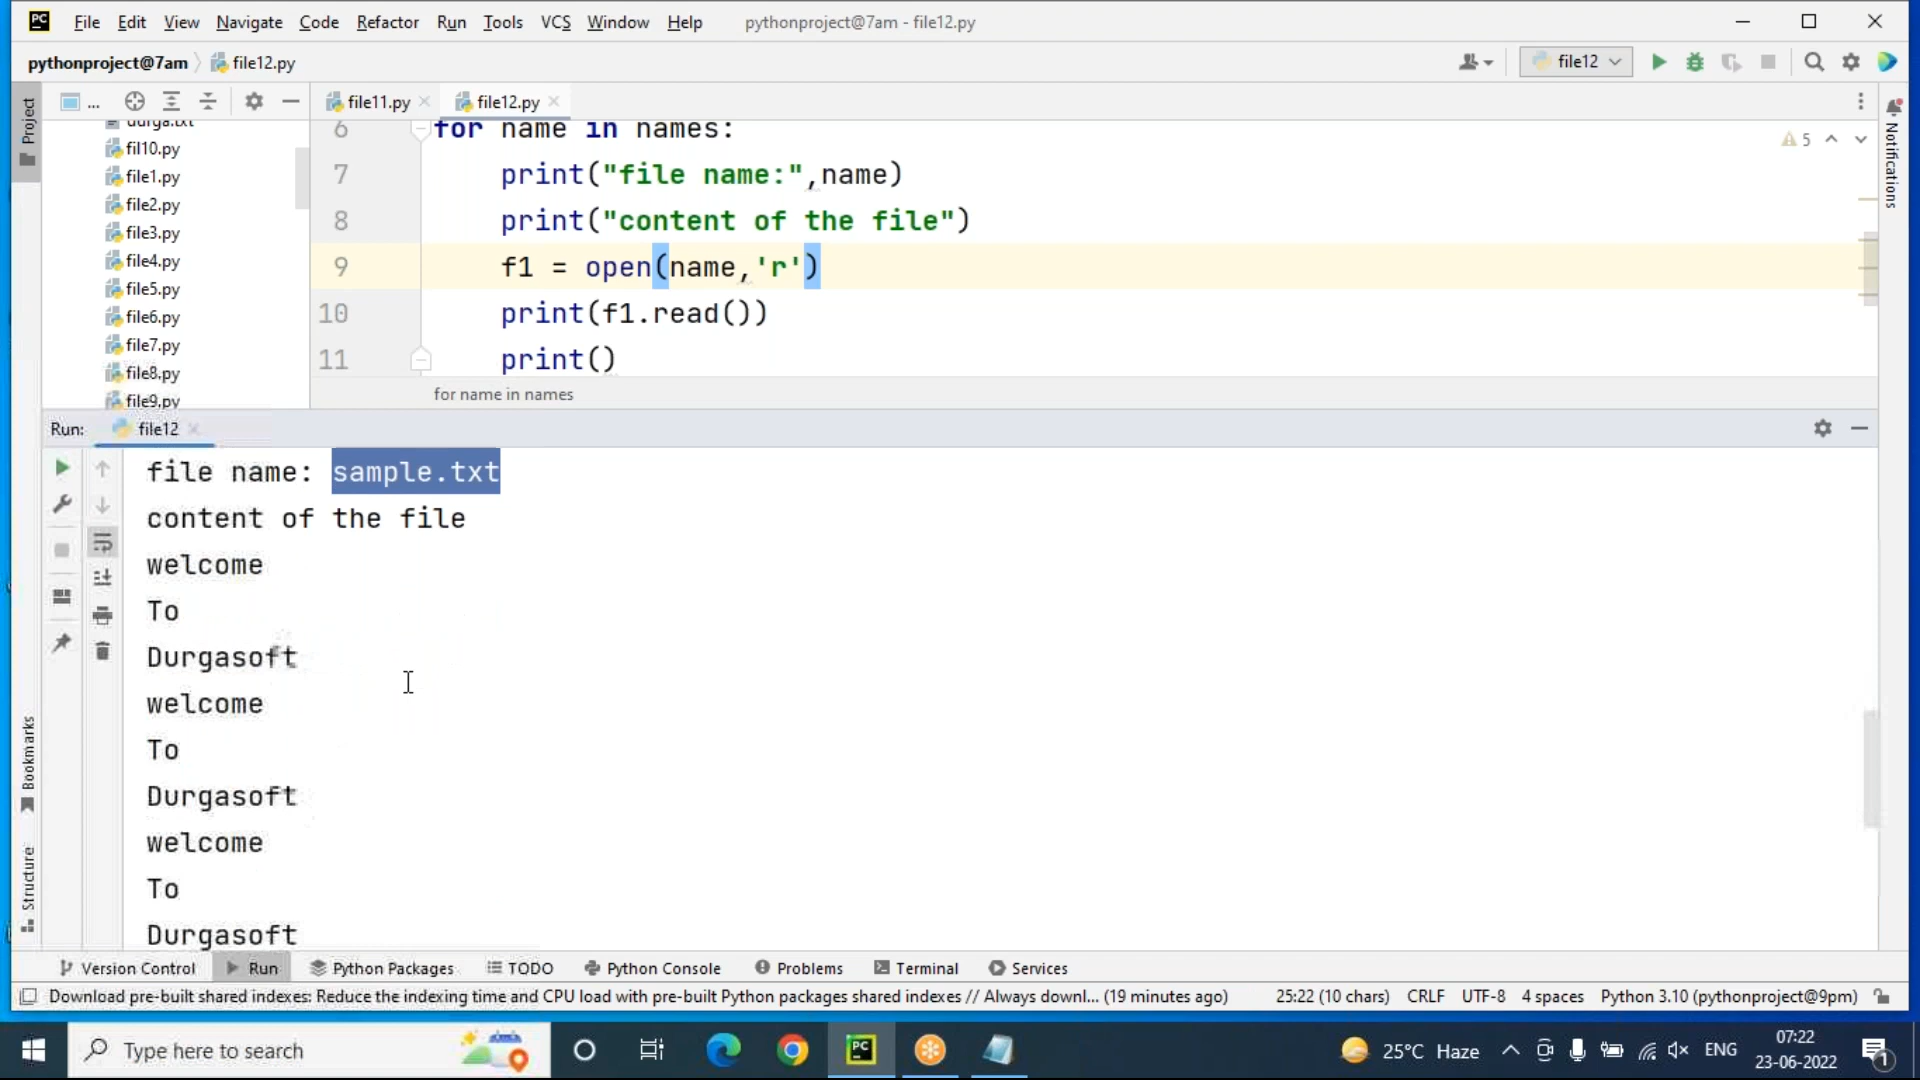 PC File Edit View Navigate Code Refactor Run Tools VCS Window Help pythonproject@7am - file12.py
pythonproject@7am file12.py file12
Project
...
file11.py
file12.py
durga.txt
fil10.py
file1.py
file2.py
file3.py
file4.py
file5.py
file6.py
file7.py
file8.py
file9.py
6 for name in names:
7 print("file name:",name)
8 print("content of the file")
9 f1 = open(name,'r')
10 print(f1.read())
11 print()
5
Notifications
for name in names
Run: file12
file name: sample.txt
content of the file
welcome
To
Durgasoft
welcome
To
Durgasoft
welcome
To
Durgasoft
Bookmarks
Structure
Version Control Run Python Packages TODO Python Console Problems Terminal Services
Download pre-built shared indexes: Reduce the indexing time and CPU load with pre-built Python packages shared indexes // Always downl... (19 minutes ago) 25:22 (10 chars) CRLF UTF-8 4 spaces Python 3.10 (pythonproject@9pm)
Type here to search
PC
25°C Haze
ENG
07:22
23-06-2022
1